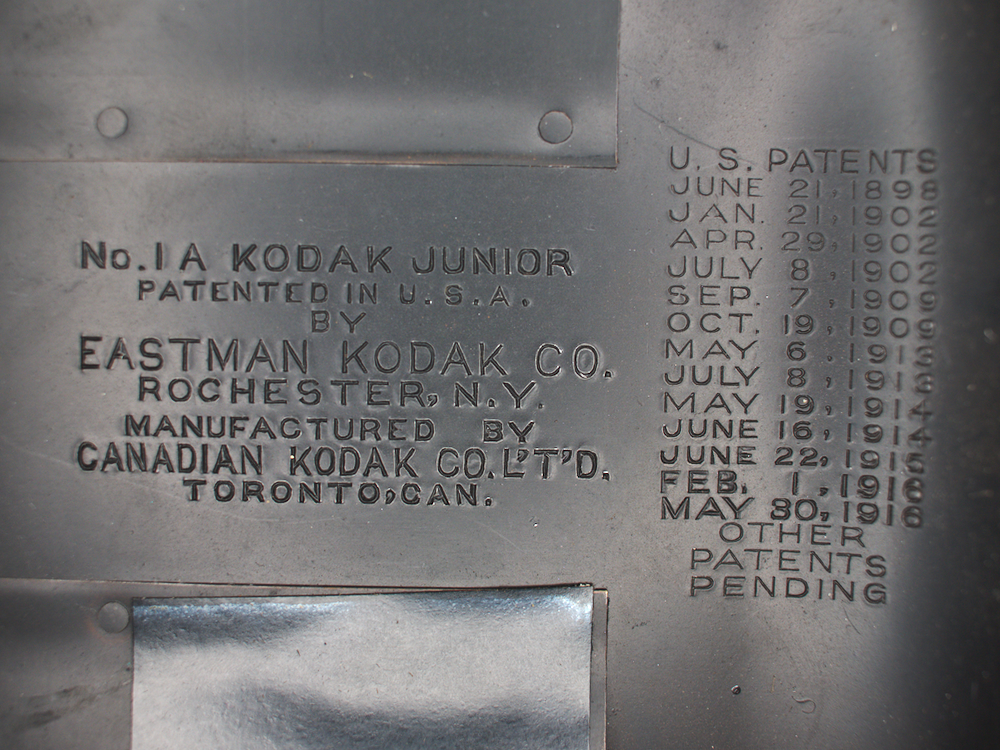 No. 1A KODAK JUNIOR
PATENTED IN U.S.A.
BY
EASTMAN KODAK CO.
ROCHESTER, N.Y.
MANUFACTURED BY
CANADIAN KODAK CO. L'T'D.
TORONTO, CAN.
U. S. PATENTS
JUNE 21, 1898
JAN. 21, 1902
APR. 29, 1902
JULY 8, 1902
SEP. 7, 1909
OCT. 19, 1909
MAY 6. 1913
JULY 8, 1913
MAY 19, 1914
JUNE 16, 1914
JUNE 22, 1915
FEB. 1, 1916
MAY 30, 1916
OTHER
PATENTS
PENDING